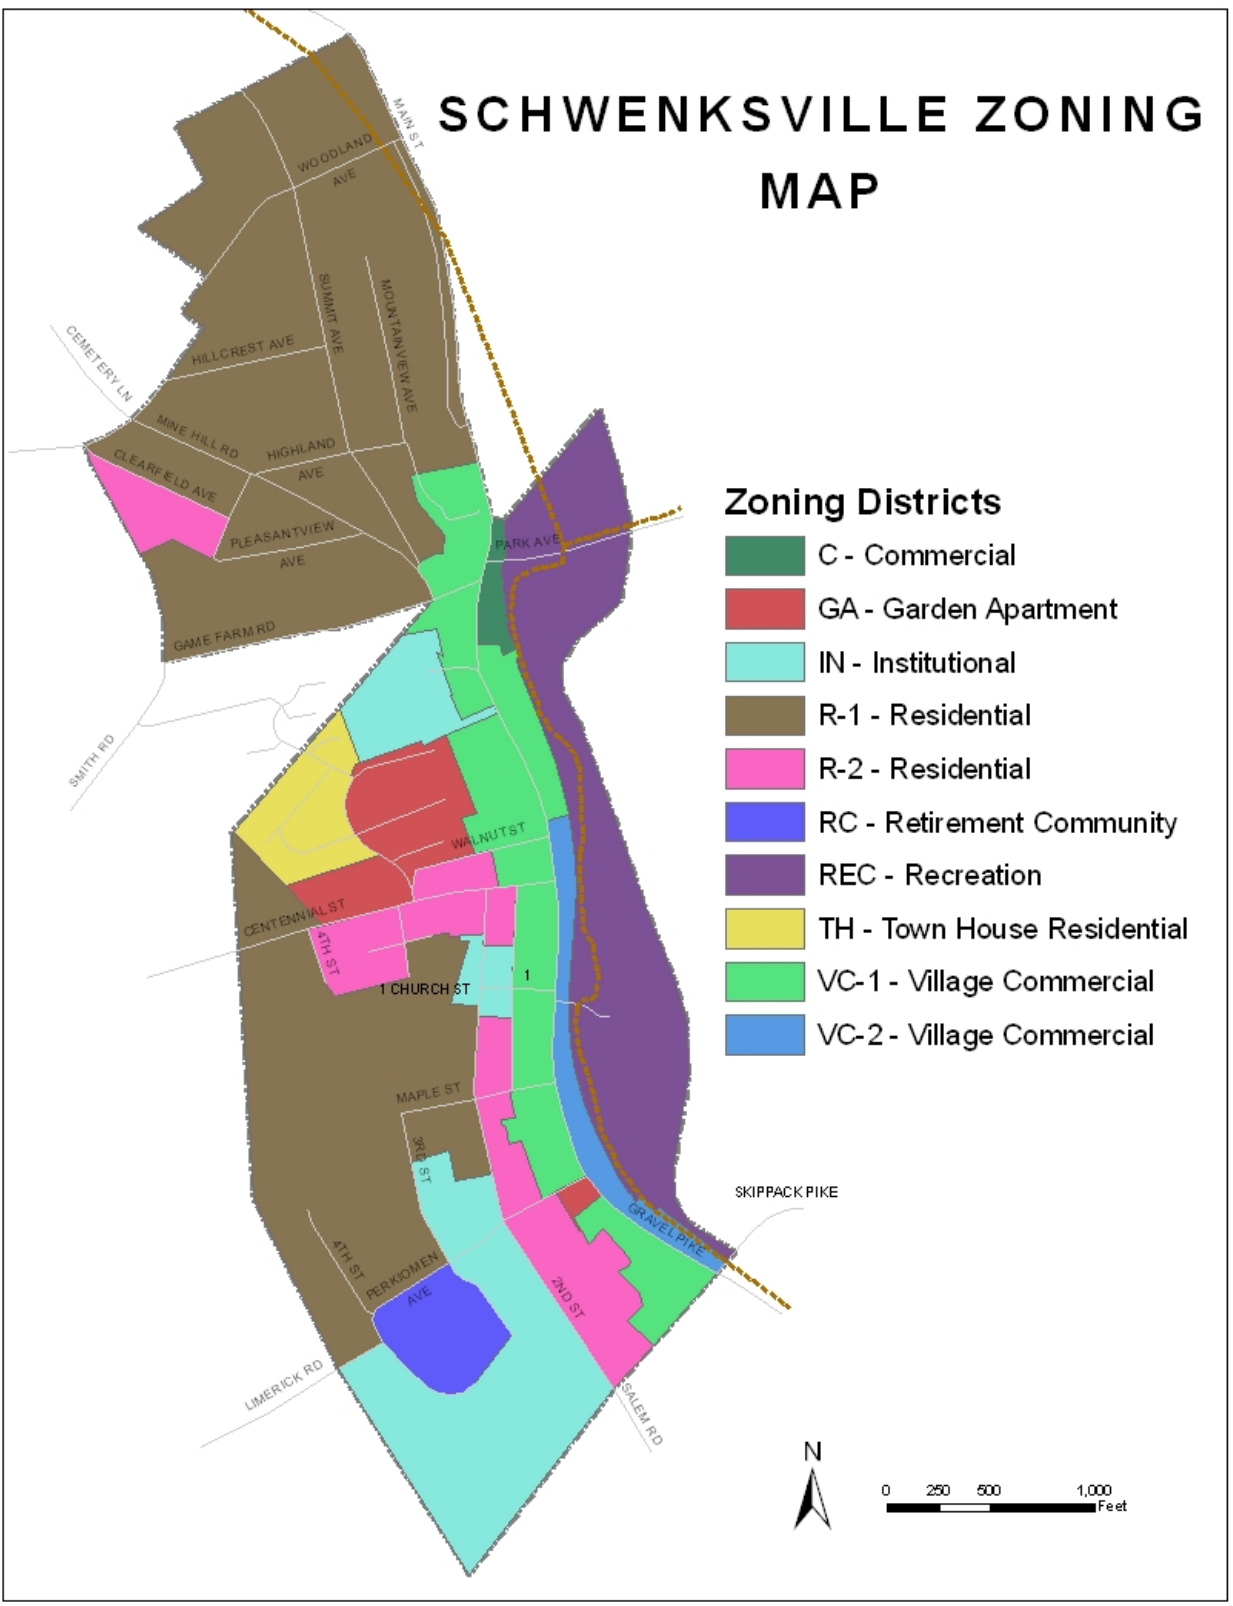 SCHWENKSVILLE ZONING
MAP
MAIN ST
WOODLAND
AVE
SUMMIT AVE
MOUNTAINVIEW AVE
HILLCREST AVE
CEMETERY LN
MINE HILL RD
HIGHLAND
AVE
CLEARFIELD AVE
PLEASANTVIEW
AVE
PARK AVE
GAME FARM RD
SMITH RD
WALNUT ST
CENTENNIAL ST
4TH ST
1 CHURCH ST
1
MAPLE ST
3RD ST
SKIPPACK PIKE
GRAVEL PIKE
4TH ST
PERKIOMEN
AVE
2ND ST
LIMERICK RD
SALEM RD
Zoning Districts
C - Commercial
GA - Garden Apartment
IN - Institutional
R-1 - Residential
R-2 - Residential
RC - Retirement Community
REC - Recreation
TH - Town House Residential
VC-1 - Village Commercial
VC-2 - Village Commercial
N
0 250 500 1,000
Feet